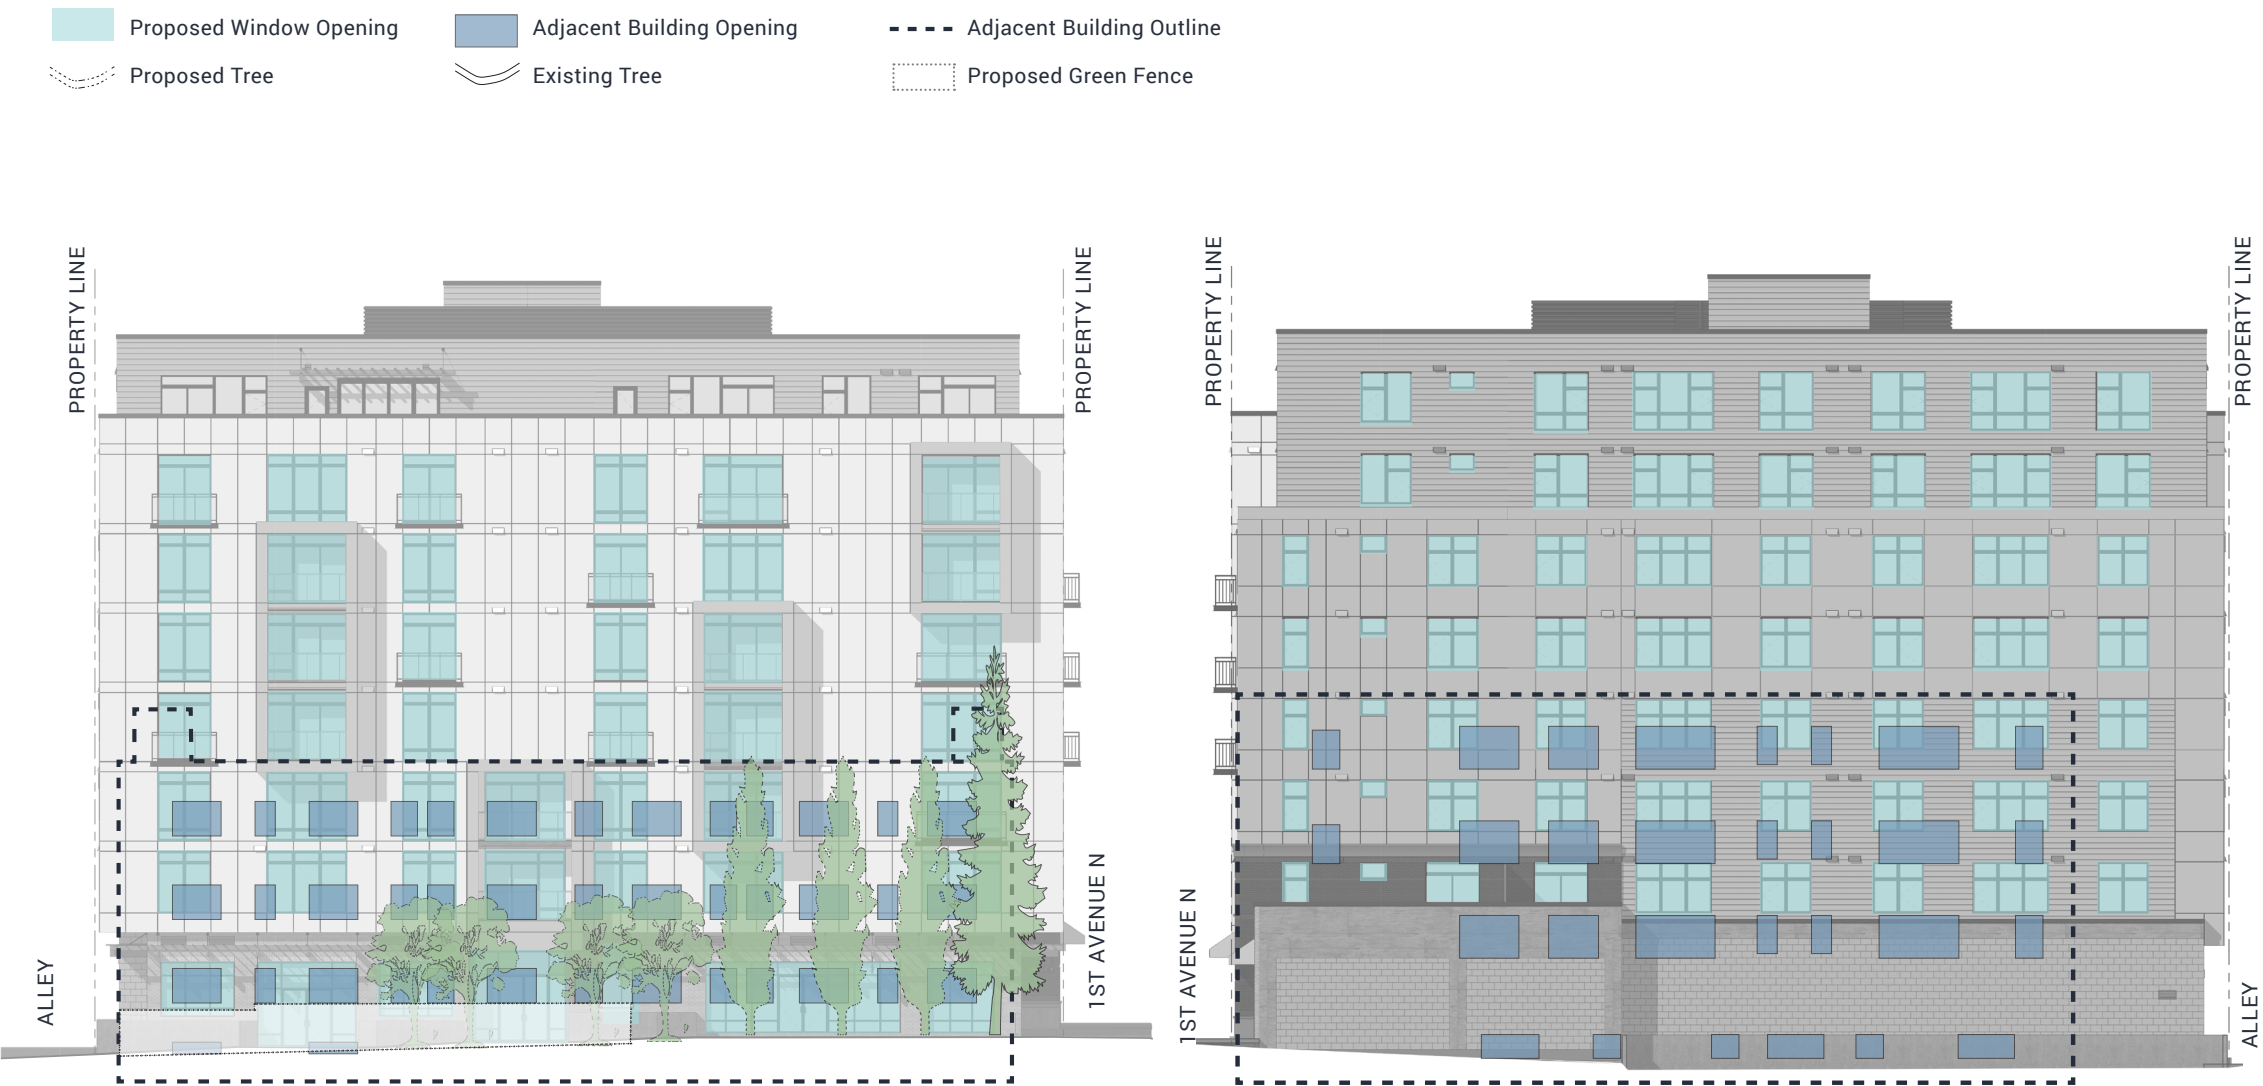 Proposed Window Opening
Adjacent Building Opening
Adjacent Building Outline
Proposed Tree
Existing Tree
Proposed Green Fence
PROPERTY LINE
PROPERTY LINE
PROPERTY LINE
PROPERTY LINE
ALLEY
1ST AVENUE N
1ST AVENUE N
ALLEY